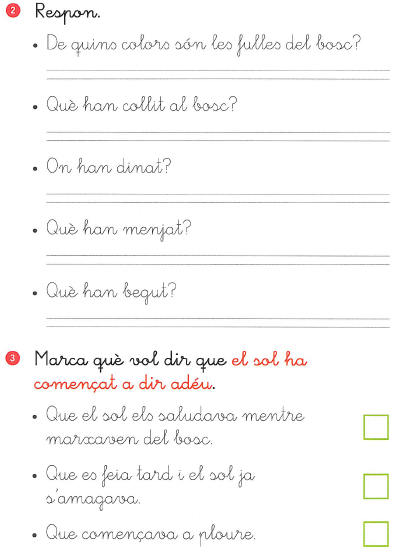 2 Respon.
• De quins colors són les fulles del bosc?
• Què han collit al bosc?
• On han dinat?
• Què han menjat?
• Què han begut?
3 Marca què vol dir que el sol ha
començat a dir adéu.
• Que el sol els saludava mentre
marxaven del bosc.
• Que es feia tard i el sol ja
s'amagava.
• Que començava a ploure.